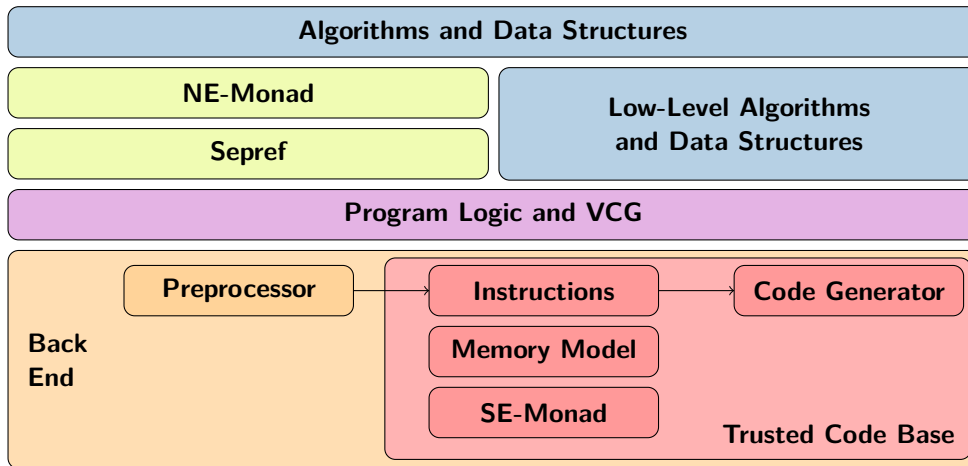 Algorithms and Data Structures
NE-Monad
Sepref
Low-Level Algorithms
and Data Structures
Program Logic and VCG
Preprocessor
Instructions
Code Generator
Back
End
Memory Model
SE-Monad
Trusted Code Base